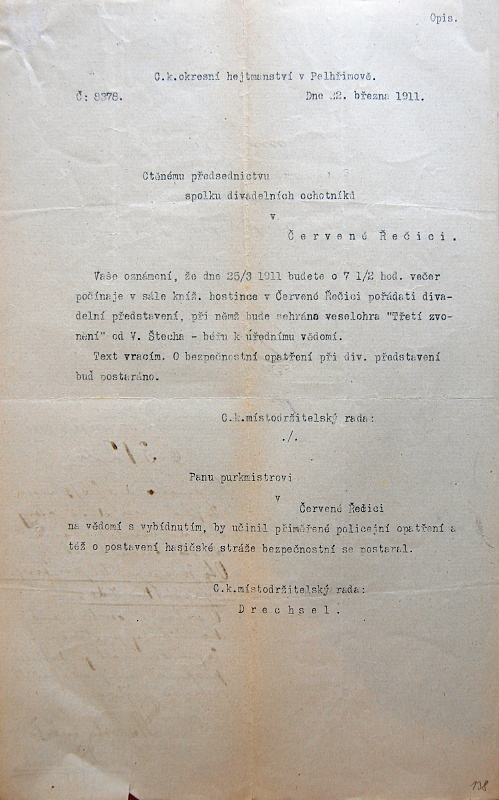 Opis.
C.k.okresní hejtmanství v Pelhřimově.
Č: 8378. Dne 22. března 1911.
Ctěnému předsednictvu
spolku divadelních ochotníků
v
Červené Řečici.
Vaše oznámení, že dne 25/3 1911 budete o 7 1/2 hod. večer
počínaje v sále kníž. hostince v Červené Řečici pořádati diva-
delní představení, při němž bude sehrána veselohra "Třetí zvo-
nění" od V. Štecha - béřu k úřednímu vědomí.
Text vracím. O bezpečnostní opatření při div. představení
buď postaráno.
C.k.místodržitelský rada:
./.
Panu purkmistrovi
v
Červené Řečici
na vědomí s vybídnutím, by učinil přiměřené policejní opatření a
též o postavení hasičské stráže bezpečnostní se postaral.
C.k.místodržitelský rada:
Drechsel.
138